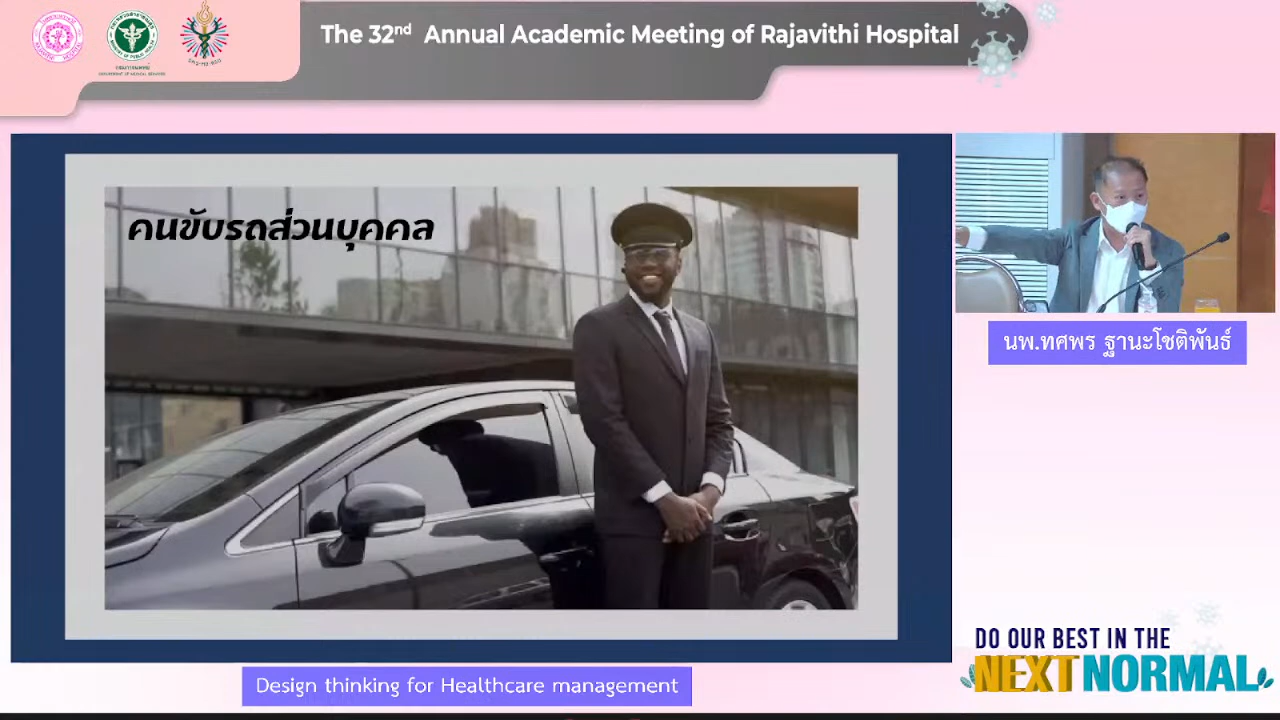 The 32nd Annual Academic Meeting of Rajavithi Hospital
คนขับรถส่วนบุคคล
นพ.ทศพร ฐานะโชติพันธ์
DO OUR BEST IN THE
NEXT NORMAL
Design thinking for Healthcare management